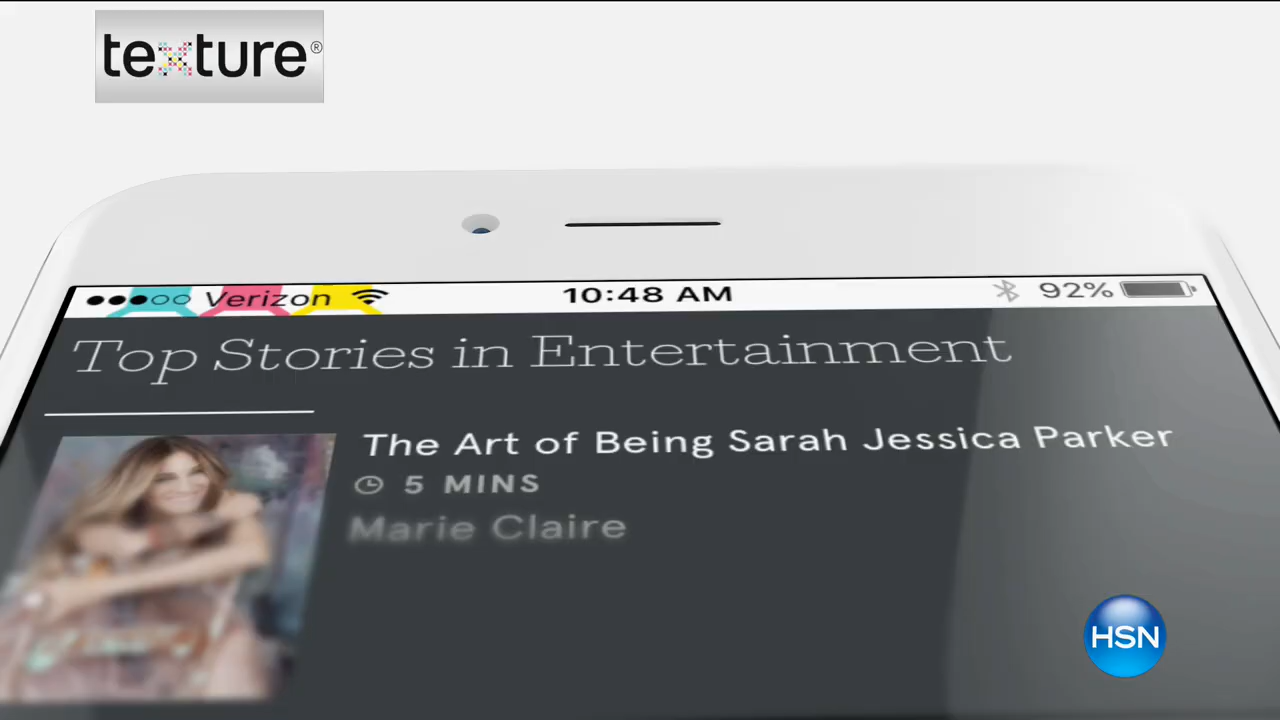 texture®
Verizon 10:48 AM 92%
Top Stories in Entertainment
The Art of Being Sarah Jessica Parker
5 MINS
Marie Claire
HSN